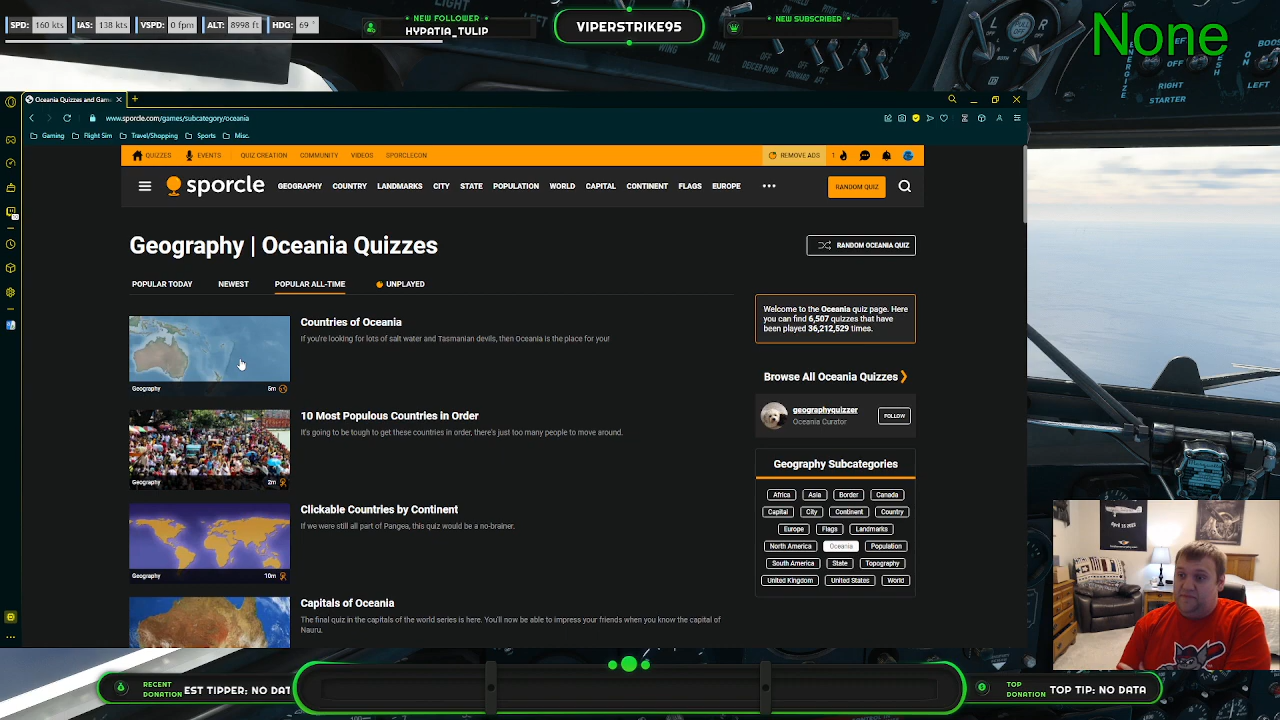 SPD: 160 kts IAS: 138 kts VSPD: 0 fpm ALT: 8998 ft HDG: 69 °
NEW FOLLOWER
HYPATIA_TULIP
VIPERSTRIKE95
NEW SUBSCRIBER
None
RIGHT
STARTER
LEFT
OFF
Oceania Quizzes and Gam
www.sporcle.com/games/subcategory/oceania
Gaming Flight Sim Travel/Shopping Sports Misc.
QUIZZES EVENTS QUIZ CREATION COMMUNITY VIDEOS SPORCLECON REMOVE ADS 1
sporcle GEOGRAPHY COUNTRY LANDMARKS CITY STATE POPULATION WORLD CAPITAL CONTINENT FLAGS EUROPE ••• RANDOM QUIZ
Geography | Oceania Quizzes
RANDOM OCEANIA QUIZ
POPULAR TODAY NEWEST POPULAR ALL-TIME UNPLAYED
Countries of Oceania
If you're looking for lots of salt water and Tasmanian devils, then Oceania is the place for you!
Geography 5m
10 Most Populous Countries in Order
It's going to be tough to get these countries in order, there's just too many people to move around.
Geography 2m
Clickable Countries by Continent
If we were still all part of Pangea, this quiz would be a no-brainer.
Geography 10m
Capitals of Oceania
The final quiz in the capitals of the world series is here. You'll now be able to impress your friends when you know the capital of
Nauru.
Welcome to the Oceania quiz page. Here
you can find 6,507 quizzes that have
been played 36,212,529 times.
Browse All Oceania Quizzes
geographyquizzer
Oceania Curator
FOLLOW
Geography Subcategories
Africa Asia Border Canada
Capital City Continent Country
Europe Flags Landmarks
North America Oceania Population
South America State Topography
United Kingdom United States World
RECENT
DONATION
EST TIPPER: NO DAT
TOP
DONATION
TOP TIP: NO DATA